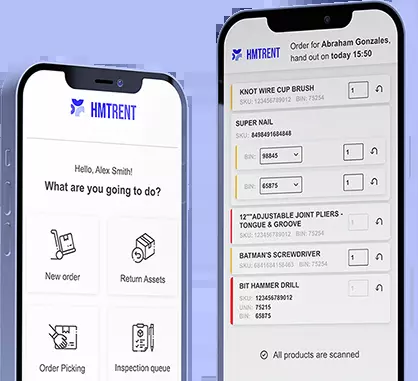 HMTRENT
Hello, Alex Smith!
What are you going to do?
New order
Return Assets
Order Picking
Inspection queue
HMTRENT
Order for Abraham Gonzales,
hand out on today 15:50
KNOT WIRE CUP BRUSH
SKU: 123456789012 BIN: 75254
1
SUPER NAIL
SKU: 8498491684848
BIN: 98845
1
BIN: 65875
1
12""ADJUSTABLE JOINT PLIERS -
TONGUE & GROOVE
SKU: 123456789012 BIN: 75254
1
BATMAN'S SCREWDRIVER
BIN: 75254
1
BIT HAMMER DRILL
SKU: 123456789012
UNN: 75215
BIN: 65875
1
All products are scanned